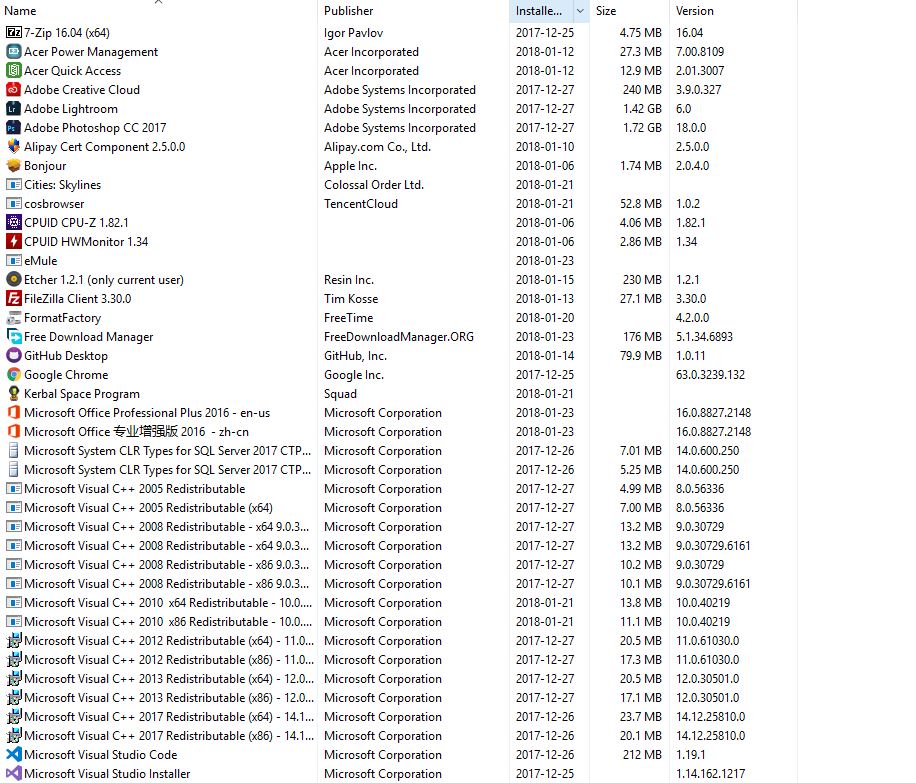 Name Publisher Installe... Size Version
7-Zip 16.04 (x64) Igor Pavlov 2017-12-25 4.75 MB 16.04
Acer Power Management Acer Incorporated 2018-01-12 27.3 MB 7.00.8109
Acer Quick Access Acer Incorporated 2018-01-12 12.9 MB 2.01.3007
Adobe Creative Cloud Adobe Systems Incorporated 2017-12-27 240 MB 3.9.0.327
Adobe Lightroom Adobe Systems Incorporated 2017-12-27 1.42 GB 6.0
Adobe Photoshop CC 2017 Adobe Systems Incorporated 2017-12-27 1.72 GB 18.0.0
Alipay Cert Component 2.5.0.0 Alipay.com Co., Ltd. 2018-01-10 2.5.0.0
Bonjour Apple Inc. 2018-01-06 1.74 MB 2.0.4.0
Cities: Skylines Colossal Order Ltd. 2018-01-21
cosbrowser TencentCloud 2018-01-21 52.8 MB 1.0.2
CPUID CPU-Z 1.82.1 2018-01-06 4.06 MB 1.82.1
CPUID HWMonitor 1.34 2018-01-06 2.86 MB 1.34
eMule 2018-01-23
Etcher 1.2.1 (only current user) Resin Inc. 2018-01-15 230 MB 1.2.1
FileZilla Client 3.30.0 Tim Kosse 2018-01-13 27.1 MB 3.30.0
FormatFactory FreeTime 2018-01-20 4.2.0.0
Free Download Manager FreeDownloadManager.ORG 2018-01-23 176 MB 5.1.34.6893
GitHub Desktop GitHub, Inc. 2018-01-14 79.9 MB 1.0.11
Google Chrome Google Inc. 2017-12-25 63.0.3239.132
Kerbal Space Program Squad 2018-01-21
Microsoft Office Professional Plus 2016 - en-us Microsoft Corporation 2018-01-23 16.0.8827.2148
Microsoft Office 专业增强版 2016 - zh-cn Microsoft Corporation 2018-01-23 16.0.8827.2148
Microsoft System CLR Types for SQL Server 2017 CTP... Microsoft Corporation 2017-12-26 7.01 MB 14.0.600.250
Microsoft System CLR Types for SQL Server 2017 CTP... Microsoft Corporation 2017-12-26 5.25 MB 14.0.600.250
Microsoft Visual C++ 2005 Redistributable Microsoft Corporation 2017-12-27 4.99 MB 8.0.56336
Microsoft Visual C++ 2005 Redistributable (x64) Microsoft Corporation 2017-12-27 7.00 MB 8.0.56336
Microsoft Visual C++ 2008 Redistributable - x64 9.0.3... Microsoft Corporation 2017-12-27 13.2 MB 9.0.30729
Microsoft Visual C++ 2008 Redistributable - x64 9.0.3... Microsoft Corporation 2017-12-27 13.2 MB 9.0.30729.6161
Microsoft Visual C++ 2008 Redistributable - x86 9.0.3... Microsoft Corporation 2017-12-27 10.2 MB 9.0.30729
Microsoft Visual C++ 2008 Redistributable - x86 9.0.3... Microsoft Corporation 2017-12-27 10.1 MB 9.0.30729.6161
Microsoft Visual C++ 2010 x64 Redistributable - 10.0.... Microsoft Corporation 2018-01-21 13.8 MB 10.0.40219
Microsoft Visual C++ 2010 x86 Redistributable - 10.0.... Microsoft Corporation 2018-01-21 11.1 MB 10.0.40219
Microsoft Visual C++ 2012 Redistributable (x64) - 11.0... Microsoft Corporation 2017-12-27 20.5 MB 11.0.61030.0
Microsoft Visual C++ 2012 Redistributable (x86) - 11.0... Microsoft Corporation 2017-12-27 17.3 MB 11.0.61030.0
Microsoft Visual C++ 2013 Redistributable (x64) - 12.0... Microsoft Corporation 2017-12-27 20.5 MB 12.0.30501.0
Microsoft Visual C++ 2013 Redistributable (x86) - 12.0... Microsoft Corporation 2017-12-27 17.1 MB 12.0.30501.0
Microsoft Visual C++ 2017 Redistributable (x64) - 14.1... Microsoft Corporation 2017-12-26 23.7 MB 14.12.25810.0
Microsoft Visual C++ 2017 Redistributable (x86) - 14.1... Microsoft Corporation 2017-12-26 20.1 MB 14.12.25810.0
Microsoft Visual Studio Code Microsoft Corporation 2017-12-26 212 MB 1.19.1
Microsoft Visual Studio Installer Microsoft Corporation 2017-12-25 1.14.162.1217